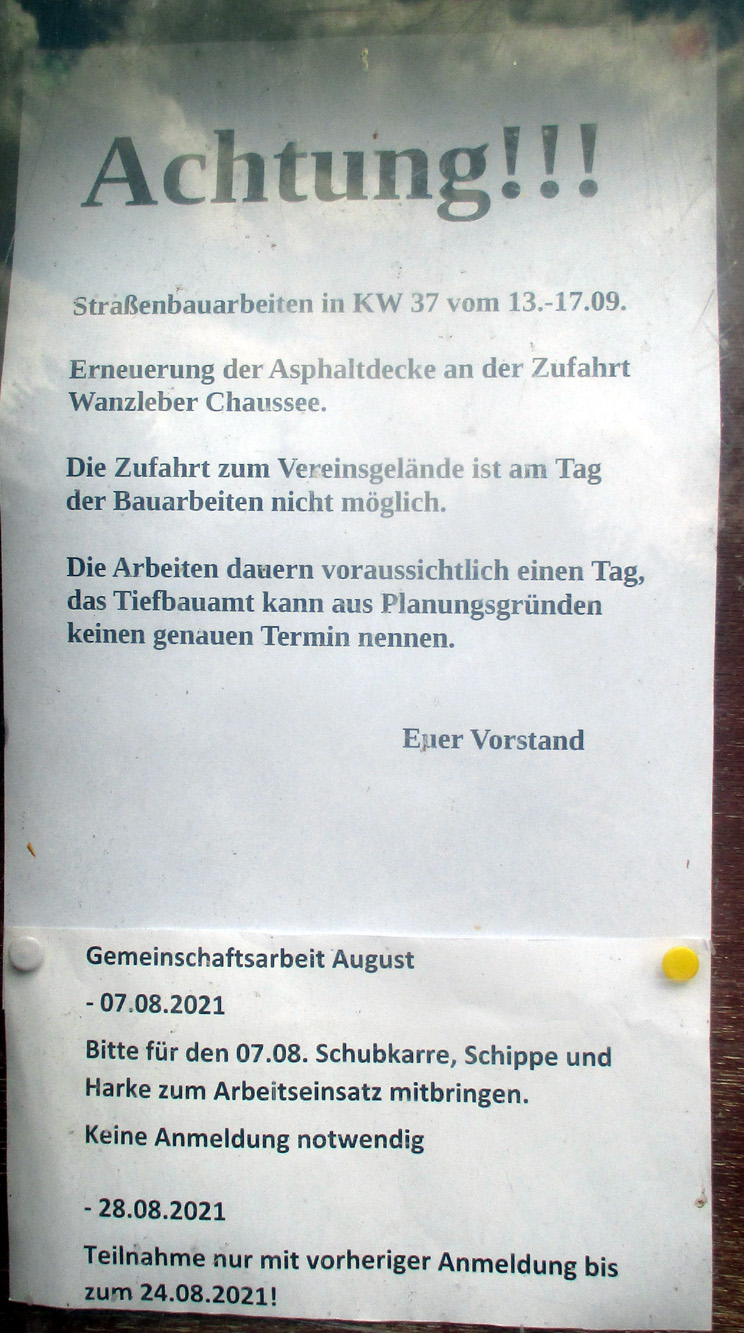 Achtung!!!
Straßenbauarbeiten in KW 37 vom 13.-17.09.
Erneuerung der Asphaltdecke an der Zufahrt
Wanzleber Chaussee.
Die Zufahrt zum Vereinsgelände ist am Tag
der Bauarbeiten nicht möglich.
Die Arbeiten dauern voraussichtlich einen Tag,
das Tiefbauamt kann aus Planungsgründen
keinen genauen Termin nennen.
Euer Vorstand
Gemeinschaftsarbeit August
- 07.08.2021
Bitte für den 07.08. Schubkarre, Schippe und
Harke zum Arbeitseinsatz mitbringen.
Keine Anmeldung notwendig
- 28.08.2021
Teilnahme nur mit vorheriger Anmeldung bis
zum 24.08.2021!